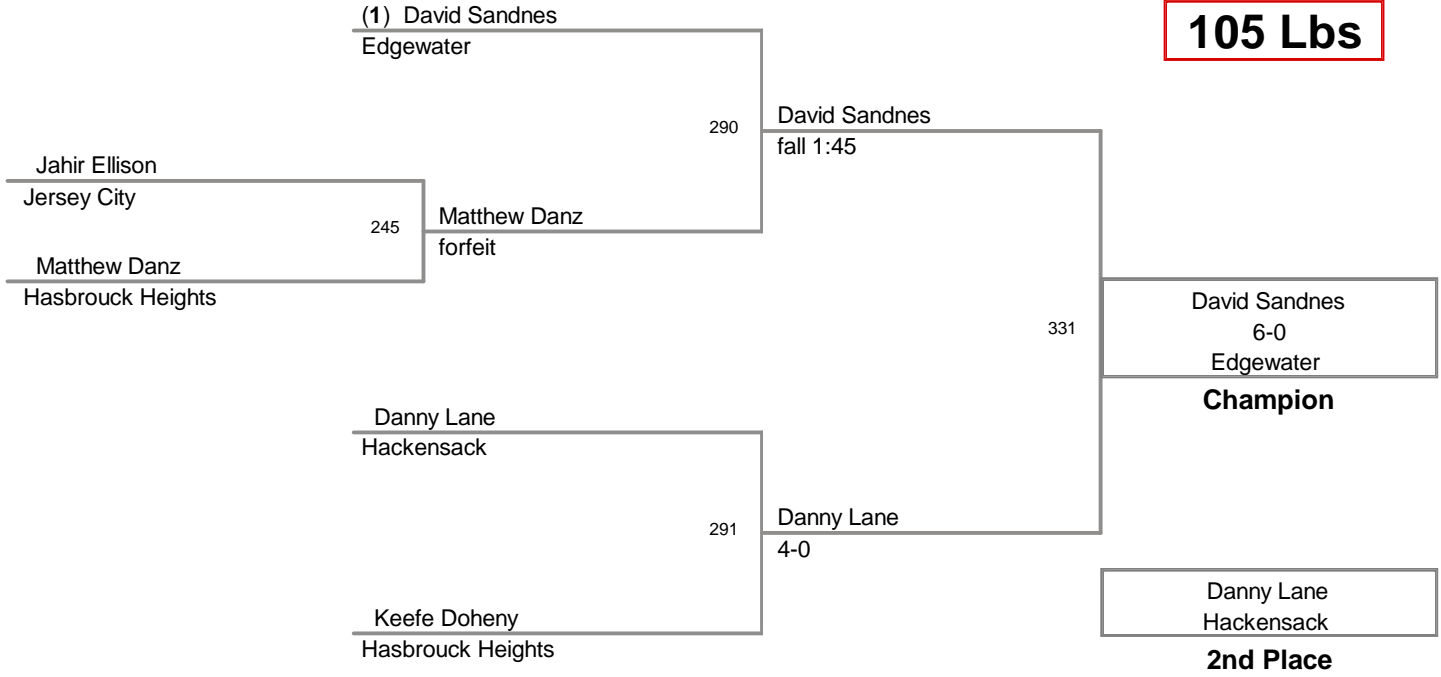 (1) David Sandnes
Edgewater
105 Lbs
290
David Sandnes
fall 1:45
Jahir Ellison
Jersey City
245
Matthew Danz
forfeit
Matthew Danz
Hasbrouck Heights
331
David Sandnes
6-0
Edgewater
Champion
Danny Lane
Hackensack
291
Danny Lane
4-0
Keefe Doheny
Hasbrouck Heights
Danny Lane
Hackensack
2nd Place